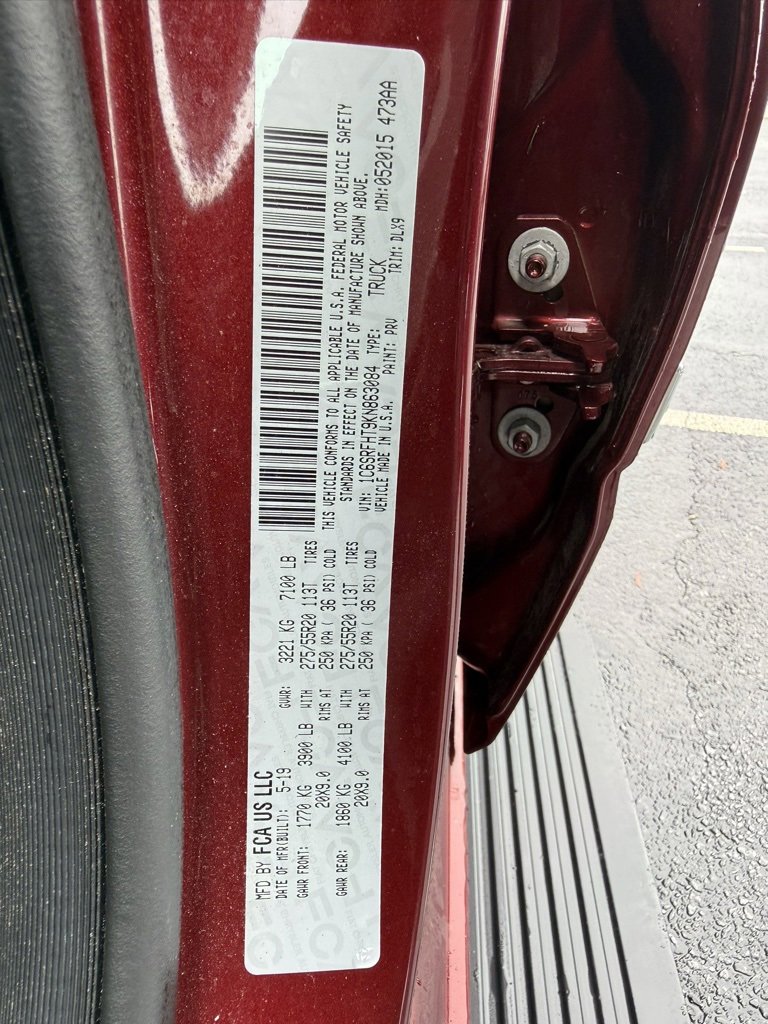 MFD BY FCA US LLC
DATE OF MFR(BUILT): 5-19 GVWR: 3221 KG 7100 LB
GAWR FRONT: 1770 KG 3900 LB WITH 275/55R20 113T TIRES
20X9.0 RIMS AT 250 KPA ( 36 PSI) COLD
GAWR REAR: 1860 KG 4100 LB WITH 275/55R20 113T TIRES
20X9.0 RIMS AT 250 KPA ( 36 PSI) COLD
THIS VEHICLE CONFORMS TO ALL APPLICABLE U.S.A. FEDERAL MOTOR VEHICLE SAFETY
STANDARDS IN EFFECT ON THE DATE OF MANUFACTURE SHOWN ABOVE.
VIN: 1C6SRFHT9KN863084 TYPE: TRUCK MDH:052015 473AA
VEHICLE MADE IN U.S.A. PAINT: PRV TRIM: DLX9